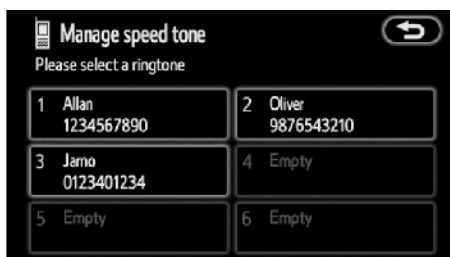 Manage speed tone
Please select a ringtone
1 Allan
1234567890
2 Oliver
9876543210
3 Jarno
0123401234
4 Empty
5 Empty
6 Empty